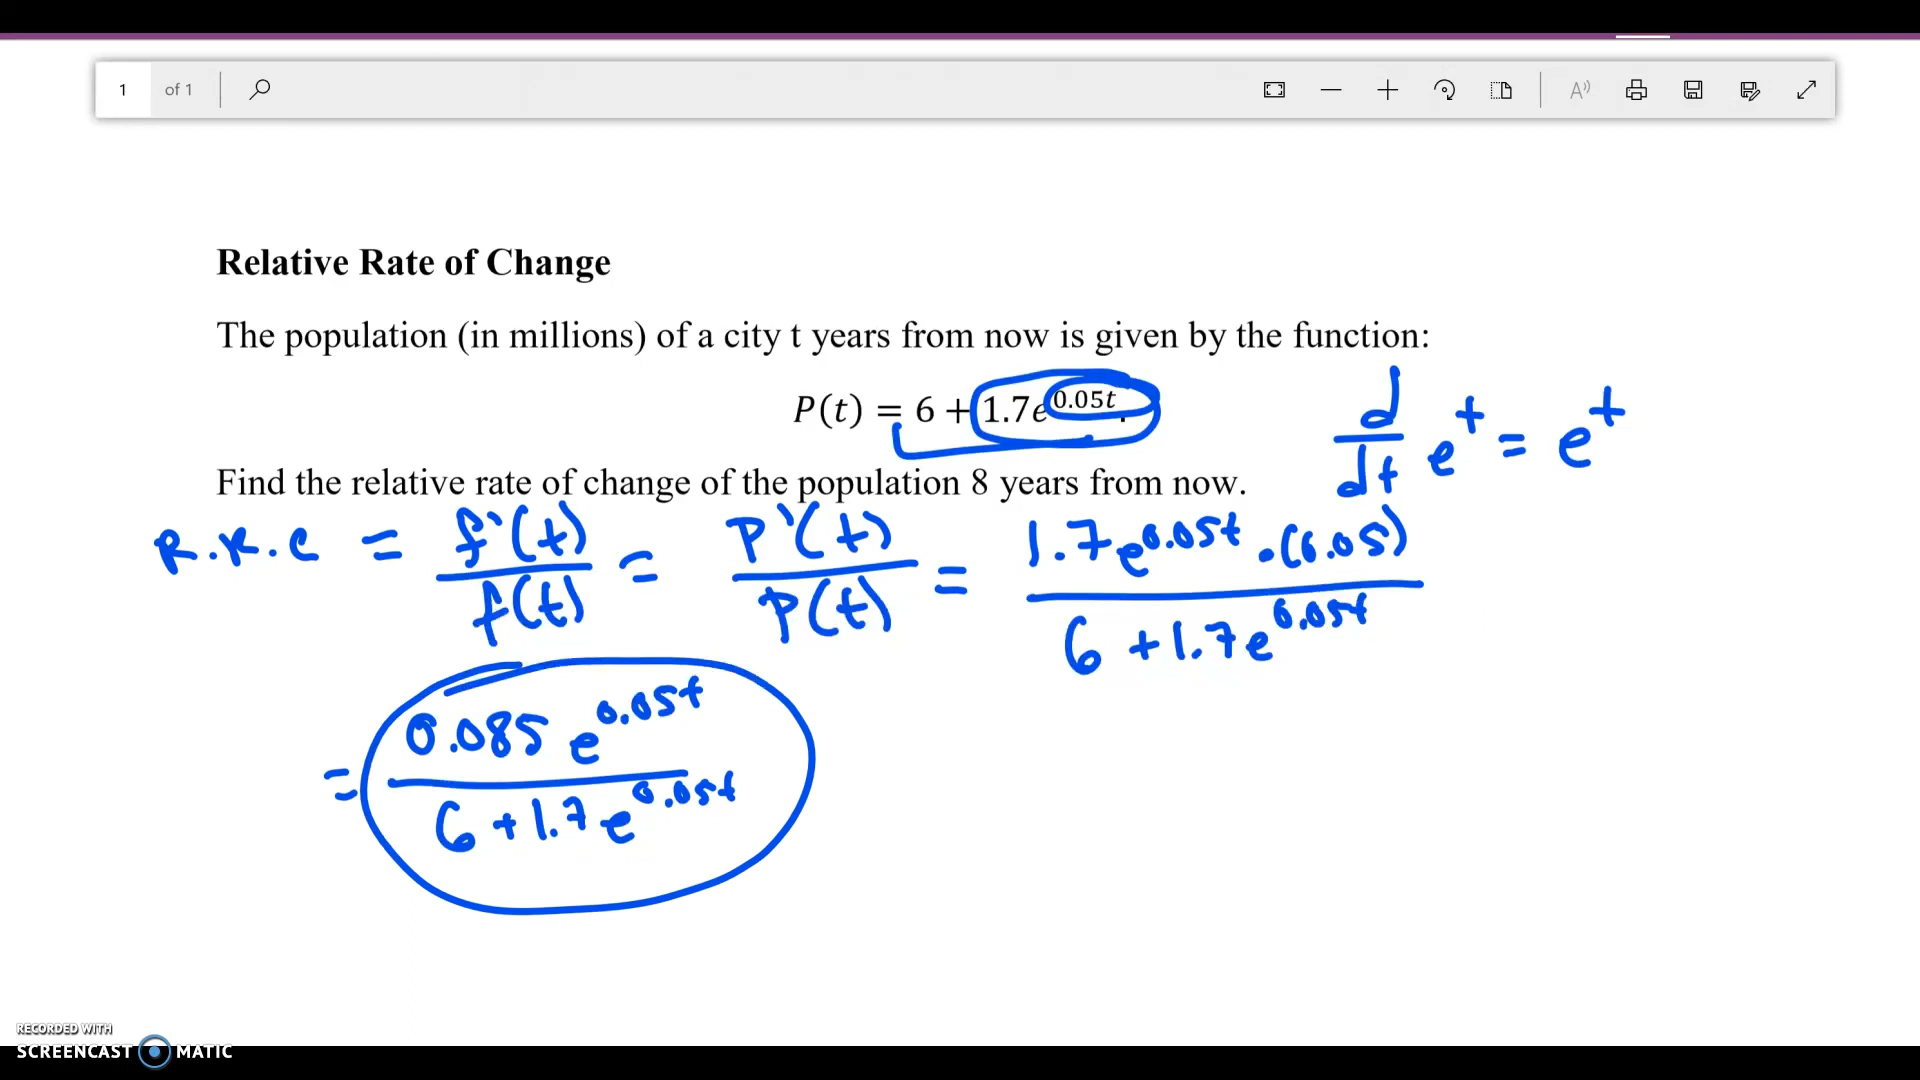 1 of 1
Relative Rate of Change
The population (in millions) of a city t years from now is given by the function:
P(t) = 6 + 1.7e^{0.05t}.
d/dt e^t = e^t
Find the relative rate of change of the population 8 years from now.
R.R.C = f'(t)/f(t) = P'(t)/P(t) = 1.7e^{0.05t} · (0.05) / 6 + 1.7e^{0.05t}
= 0.085 e^{0.05t} / 6 + 1.7e^{0.05t}
RECORDED WITH
SCREENCAST MATIC